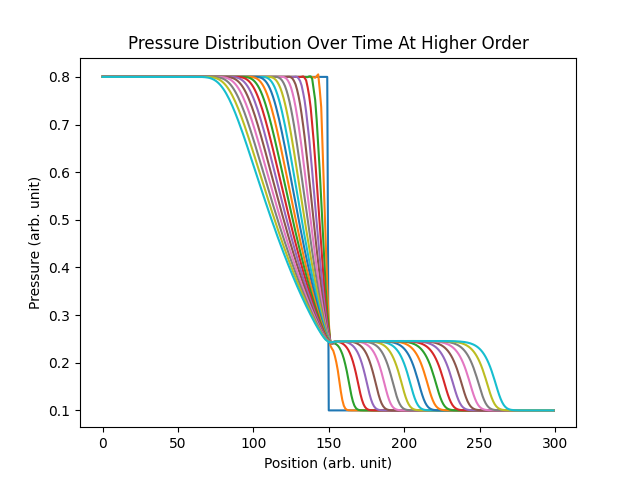 Pressure Distribution Over Time At Higher Order
0.8
0.7
0.6
0.5
0.4
0.3
0.2
0.1
Pressure (arb. unit)
0 50 100 150 200 250 300
Position (arb. unit)